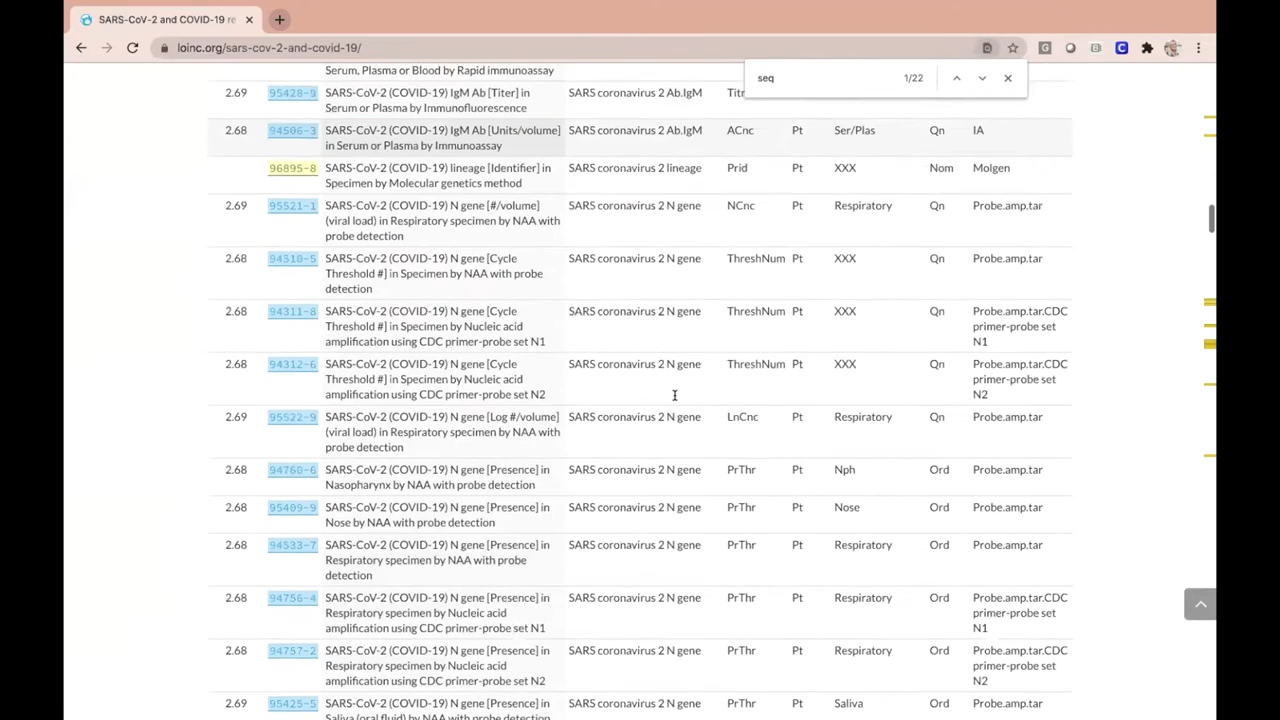 SARS-CoV-2 and COVID-19 re
loinc.org/sars-cov-2-and-covid-19/
seq 1/22
Serum, Plasma or Blood by Rapid immunoassay
2.69 95428-9 SARS-CoV-2 (COVID-19) IgM Ab [Titer] in SARS coronavirus 2 Ab.IgM Titr
Serum or Plasma by Immunofluorescence
2.68 94506-3 SARS-CoV-2 (COVID-19) IgM Ab [Units/volume] SARS coronavirus 2 Ab.IgM ACnc Pt Ser/Plas Qn IA
in Serum or Plasma by Immunoassay
96895-8 SARS-CoV-2 (COVID-19) lineage [Identifier] in SARS coronavirus 2 lineage Prid Pt XXX Nom Molgen
Specimen by Molecular genetics method
2.69 95521-1 SARS-CoV-2 (COVID-19) N gene [#/volume] SARS coronavirus 2 N gene NCnc Pt Respiratory Qn Probe.amp.tar
(viral load) in Respiratory specimen by NAA with
probe detection
2.68 94310-5 SARS-CoV-2 (COVID-19) N gene [Cycle SARS coronavirus 2 N gene ThreshNum Pt XXX Qn Probe.amp.tar
Threshold #] in Specimen by NAA with probe
detection
2.68 94311-8 SARS-CoV-2 (COVID-19) N gene [Cycle SARS coronavirus 2 N gene ThreshNum Pt XXX Qn Probe.amp.tar.CDC
Threshold #] in Specimen by Nucleic acid primer-probe set
amplification using CDC primer-probe set N1 N1
2.68 94312-6 SARS-CoV-2 (COVID-19) N gene [Cycle SARS coronavirus 2 N gene ThreshNum Pt XXX Qn Probe.amp.tar.CDC
Threshold #] in Specimen by Nucleic acid primer-probe set
amplification using CDC primer-probe set N2 N2
2.69 95522-9 SARS-CoV-2 (COVID-19) N gene [Log #/volume] SARS coronavirus 2 N gene LnCnc Pt Respiratory Qn Probe.amp.tar
(viral load) in Respiratory specimen by NAA with
probe detection
2.68 94760-6 SARS-CoV-2 (COVID-19) N gene [Presence] in SARS coronavirus 2 N gene PrThr Pt Nph Ord Probe.amp.tar
Nasopharynx by NAA with probe detection
2.68 95409-9 SARS-CoV-2 (COVID-19) N gene [Presence] in SARS coronavirus 2 N gene PrThr Pt Nose Ord Probe.amp.tar
Nose by NAA with probe detection
2.68 94533-7 SARS-CoV-2 (COVID-19) N gene [Presence] in SARS coronavirus 2 N gene PrThr Pt Respiratory Ord Probe.amp.tar
Respiratory specimen by NAA with probe
detection
2.68 94756-4 SARS-CoV-2 (COVID-19) N gene [Presence] in SARS coronavirus 2 N gene PrThr Pt Respiratory Ord Probe.amp.tar.CDC
Respiratory specimen by Nucleic acid primer-probe set
amplification using CDC primer-probe set N1 N1
2.68 94757-2 SARS-CoV-2 (COVID-19) N gene [Presence] in SARS coronavirus 2 N gene PrThr Pt Respiratory Ord Probe.amp.tar.CDC
Respiratory specimen by Nucleic acid primer-probe set
amplification using CDC primer-probe set N2 N2
2.69 95425-5 SARS-CoV-2 (COVID-19) N gene [Presence] in SARS coronavirus 2 N gene PrThr Pt Saliva Ord Probe.amp.tar
Saliva (oral fluid) by NAA with probe detection